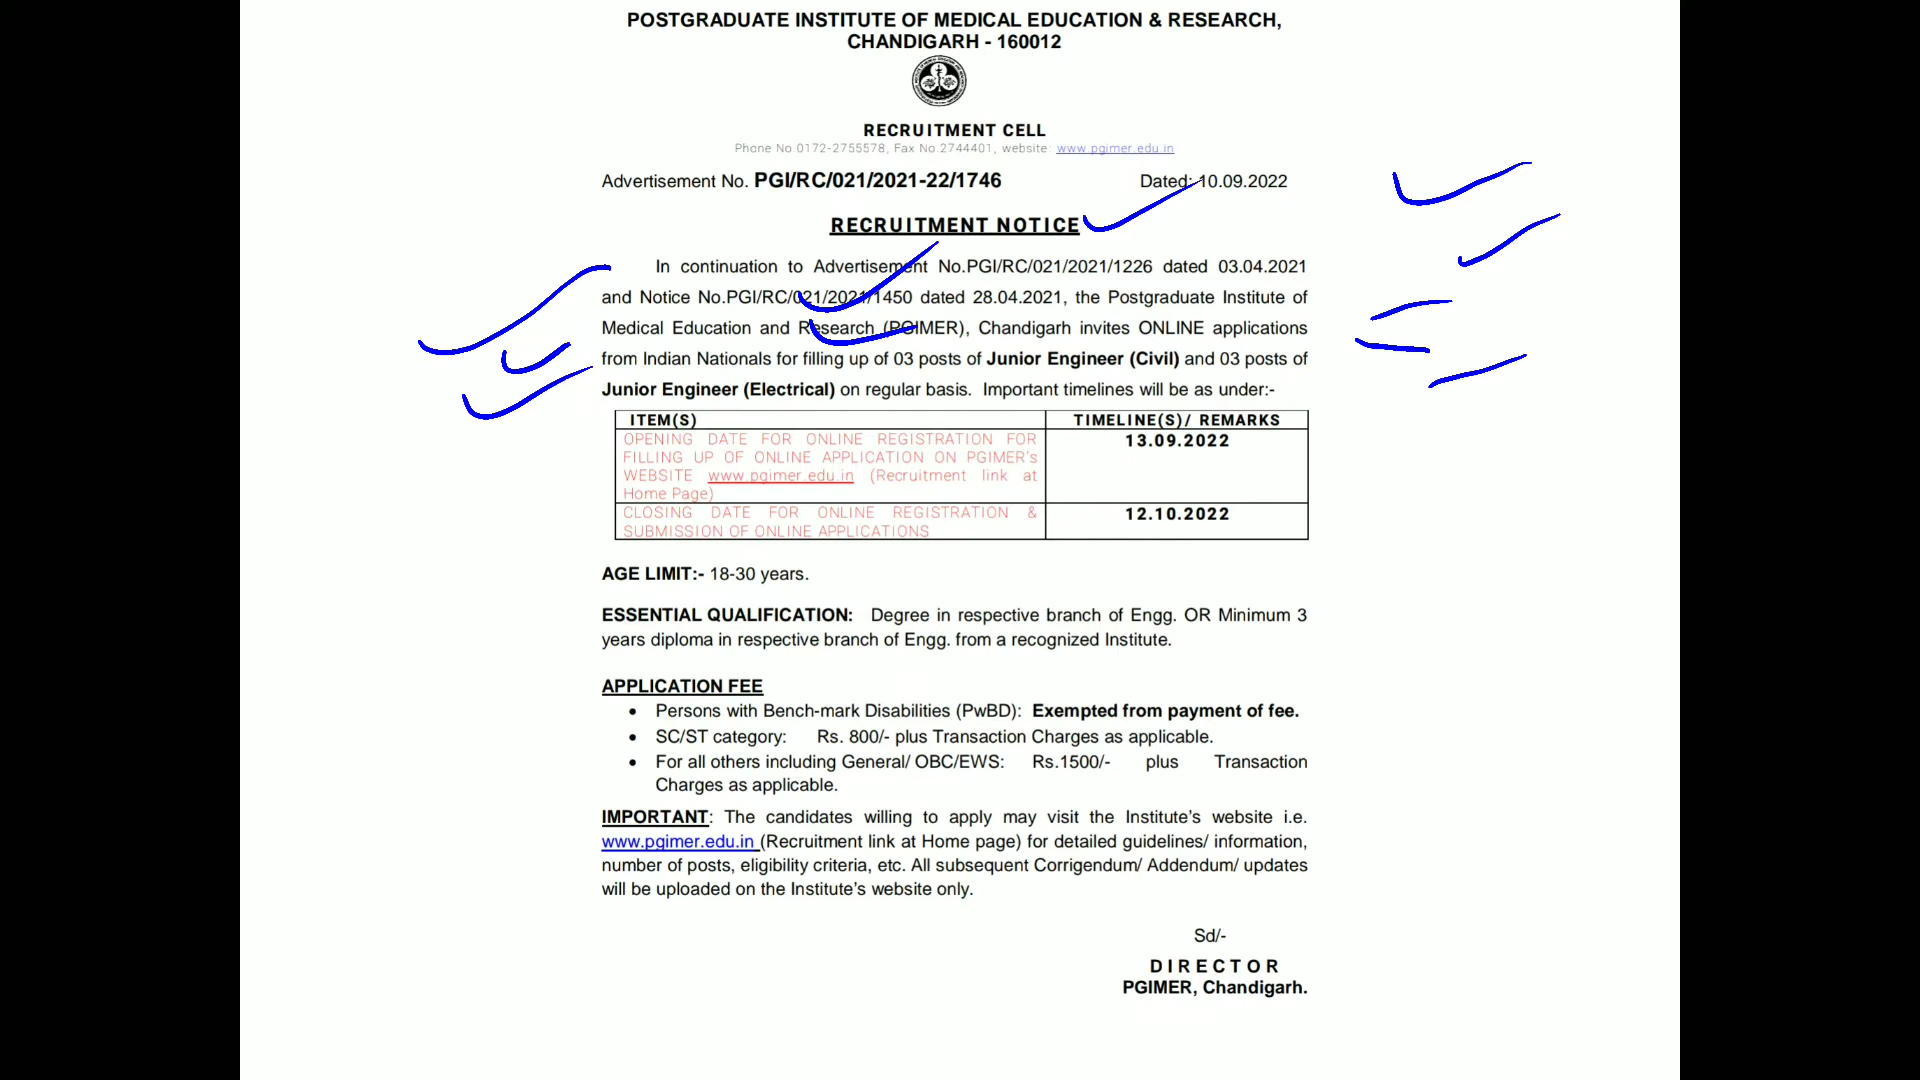 POSTGRADUATE INSTITUTE OF MEDICAL EDUCATION & RESEARCH,
CHANDIGARH - 160012
RECRUITMENT CELL
Phone No.0172-2755578, Fax No.2744401, website: www.pgimer.edu.in
Advertisement No. PGI/RC/021/2021-22/1746 Dated: 10.09.2022
RECRUITMENT NOTICE
In continuation to Advertisement No.PGI/RC/021/2021/1226 dated 03.04.2021
and Notice No.PGI/RC/021/2021/1450 dated 28.04.2021, the Postgraduate Institute of
Medical Education and Research (PGIMER), Chandigarh invites ONLINE applications
from Indian Nationals for filling up of 03 posts of Junior Engineer (Civil) and 03 posts of
Junior Engineer (Electrical) on regular basis. Important timelines will be as under:-
ITEM(S) TIMELINE(S)/ REMARKS
OPENING DATE FOR ONLINE REGISTRATION FOR 13.09.2022
FILLING UP OF ONLINE APPLICATION ON PGIMER's
WEBSITE www.pgimer.edu.in (Recruitment link at
Home Page)
CLOSING DATE FOR ONLINE REGISTRATION & 12.10.2022
SUBMISSION OF ONLINE APPLICATIONS
AGE LIMIT:- 18-30 years.
ESSENTIAL QUALIFICATION: Degree in respective branch of Engg. OR Minimum 3
years diploma in respective branch of Engg. from a recognized Institute.
APPLICATION FEE
• Persons with Bench-mark Disabilities (PwBD): Exempted from payment of fee.
• SC/ST category: Rs. 800/- plus Transaction Charges as applicable.
• For all others including General/ OBC/EWS: Rs.1500/- plus Transaction
Charges as applicable.
IMPORTANT: The candidates willing to apply may visit the Institute's website i.e.
www.pgimer.edu.in (Recruitment link at Home page) for detailed guidelines/ information,
number of posts, eligibility criteria, etc. All subsequent Corrigendum/ Addendum/ updates
will be uploaded on the Institute's website only.
Sd/-
DIRECTOR
PGIMER, Chandigarh.